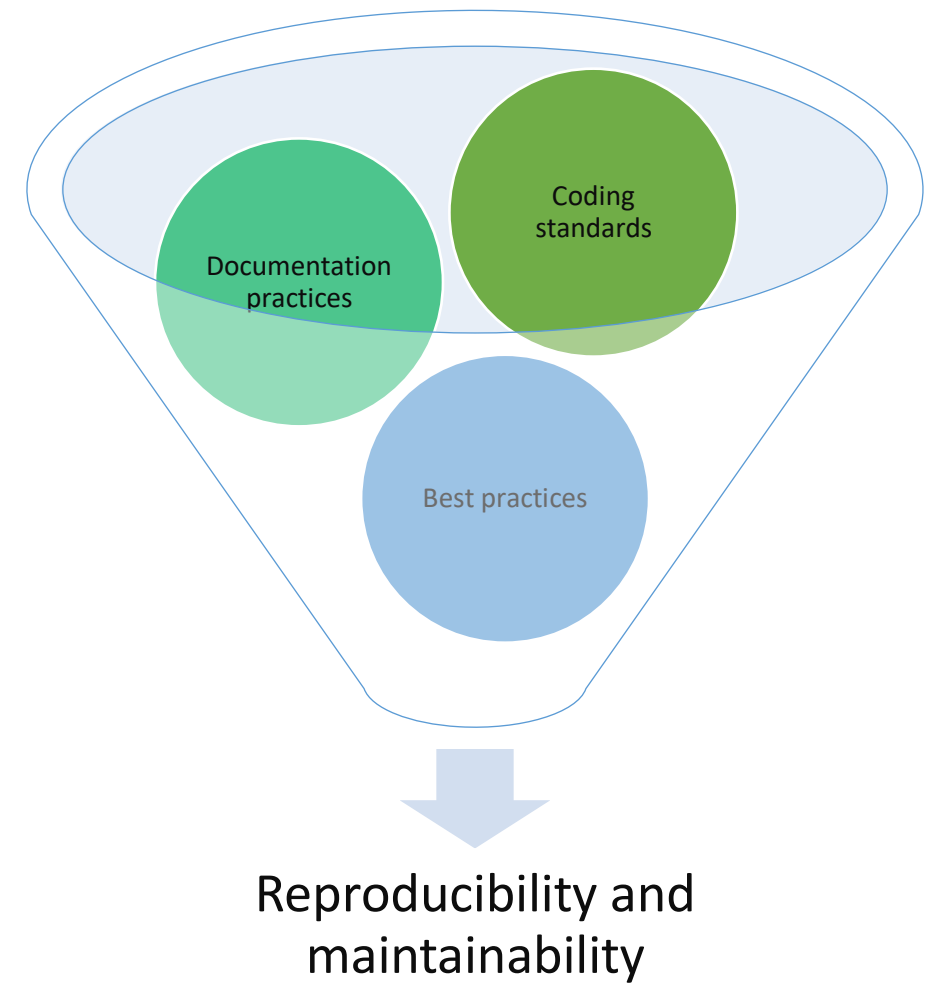 Coding
standards
Documentation
practices
Best practices
Reproducibility and
maintainability